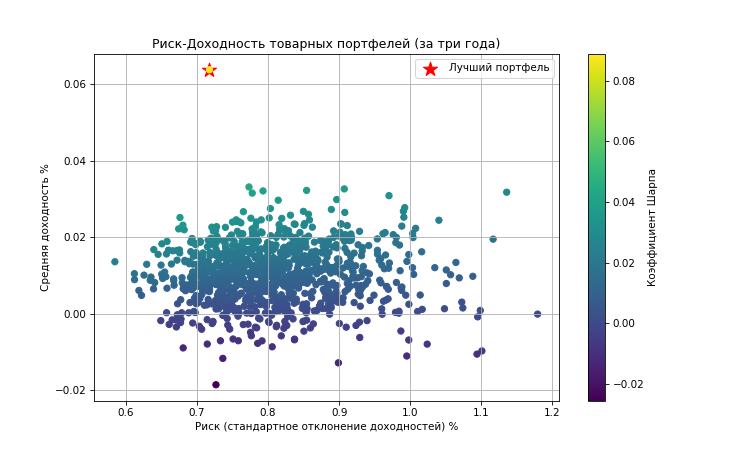 Риск-Доходность товарных портфелей (за три года)
Лучший портфель
0.06
0.04
0.02
0.00
−0.02
Средняя доходность %
0.6 0.7 0.8 0.9 1.0 1.1 1.2
Риск (стандартное отклонение доходностей) %
0.08
0.06
0.04
0.02
0.00
−0.02
Коэффициент Шарпа